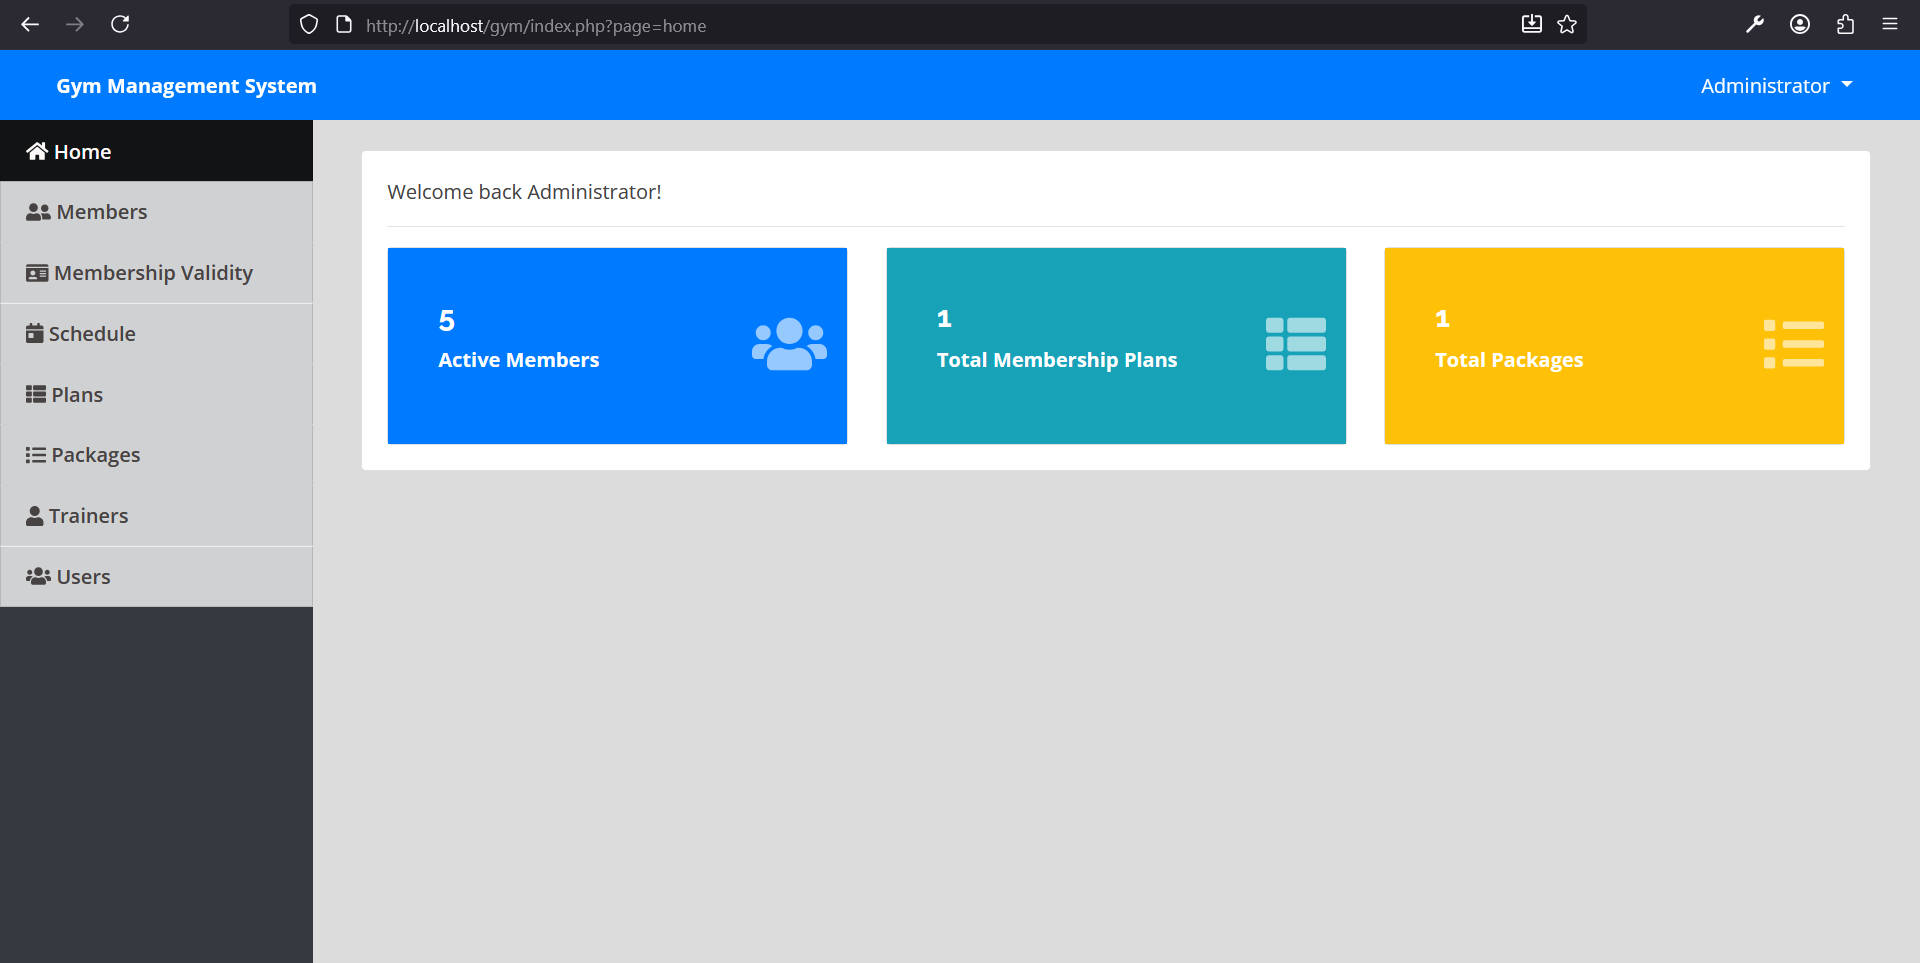 http://localhost/gym/index.php?page=home
Gym Management System
Administrator
Home
Members
Membership Validity
Schedule
Plans
Packages
Trainers
Users
Welcome back Administrator!
5
Active Members
1
Total Membership Plans
1
Total Packages